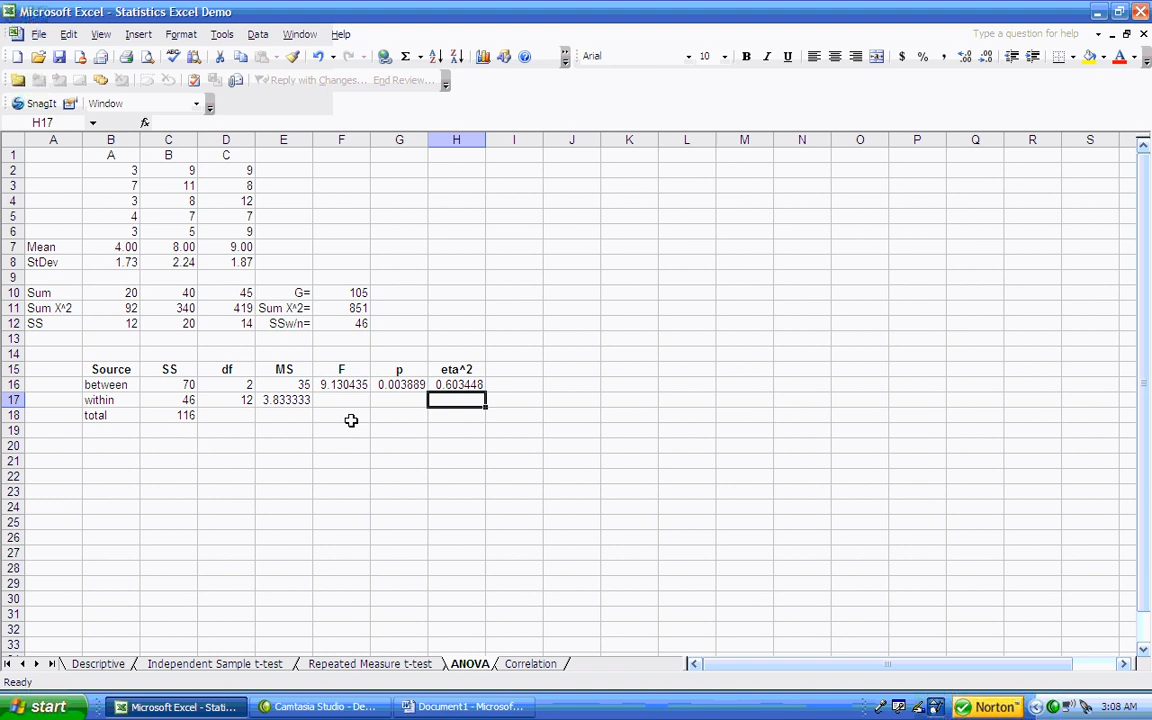 Microsoft Excel - Statistics Excel Demo
File Edit View Insert Format Tools Data Window Help Type a question for help
Arial 10 B I U $ % ,
Reply with Changes... End Review...
SnagIt Window
H17 fx
A B C D E F G H I J K L M N O P Q R S
1 A B C
2 3 9 9
3 7 11 8
4 3 8 12
5 4 7 7
6 3 5 9
7 Mean 4.00 8.00 9.00
8 StDev 1.73 2.24 1.87
9
10 Sum 20 40 45 G= 105
11 Sum X^2 92 340 419 Sum X^2= 851
12 SS 12 20 14 SSw/n= 46
13
14
15 Source SS df MS F p eta^2
16 between 70 2 35 9.130435 0.003889 0.603448
17 within 46 12 3.833333
18 total 116
19
20
21
22
23
24
25
26
27
28
29
30
31
32
33
Descriptive Independent Sample t-test Repeated Measure t-test ANOVA Correlation
Ready
start Microsoft Excel - Stati... Camtasia Studio - De... Document1 - Microsof... Norton™ 3:08 AM